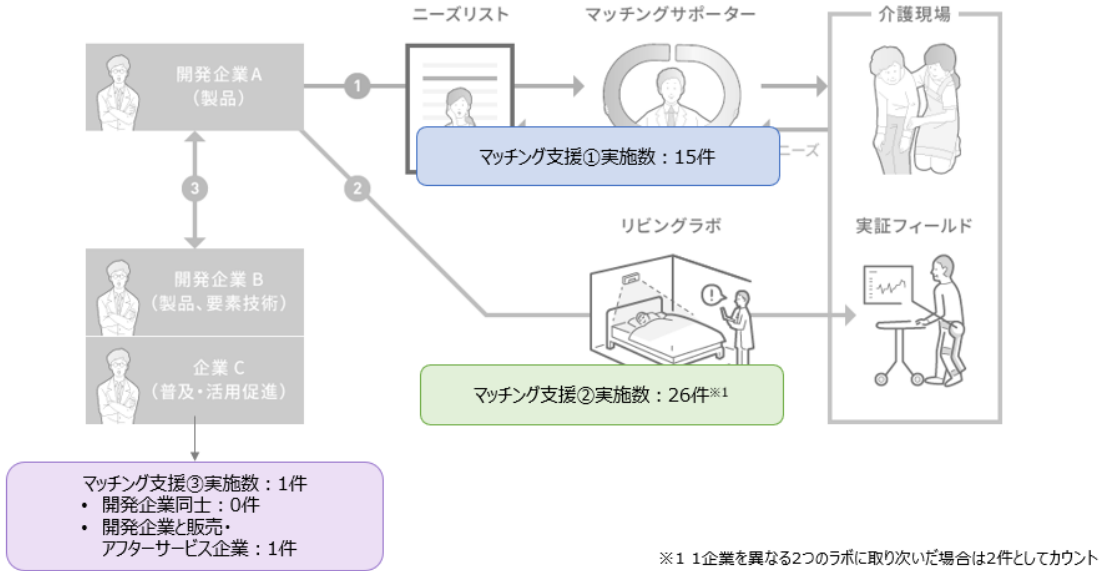 ニーズリスト
マッチングサポーター
介護現場
開発企業A
（製品）
1
ニーズ
マッチング支援①実施数：15件
3
2
リビングラボ
実証フィールド
開発企業B
（製品、要素技術）
企業C
（普及・活用促進）
マッチング支援②実施数：26件※1
マッチング支援③実施数：1件
• 開発企業同士：0件
• 開発企業と販売・
アフターサービス企業：1件
※1 1企業を異なる2つのラボに取り次いだ場合は2件としてカウント